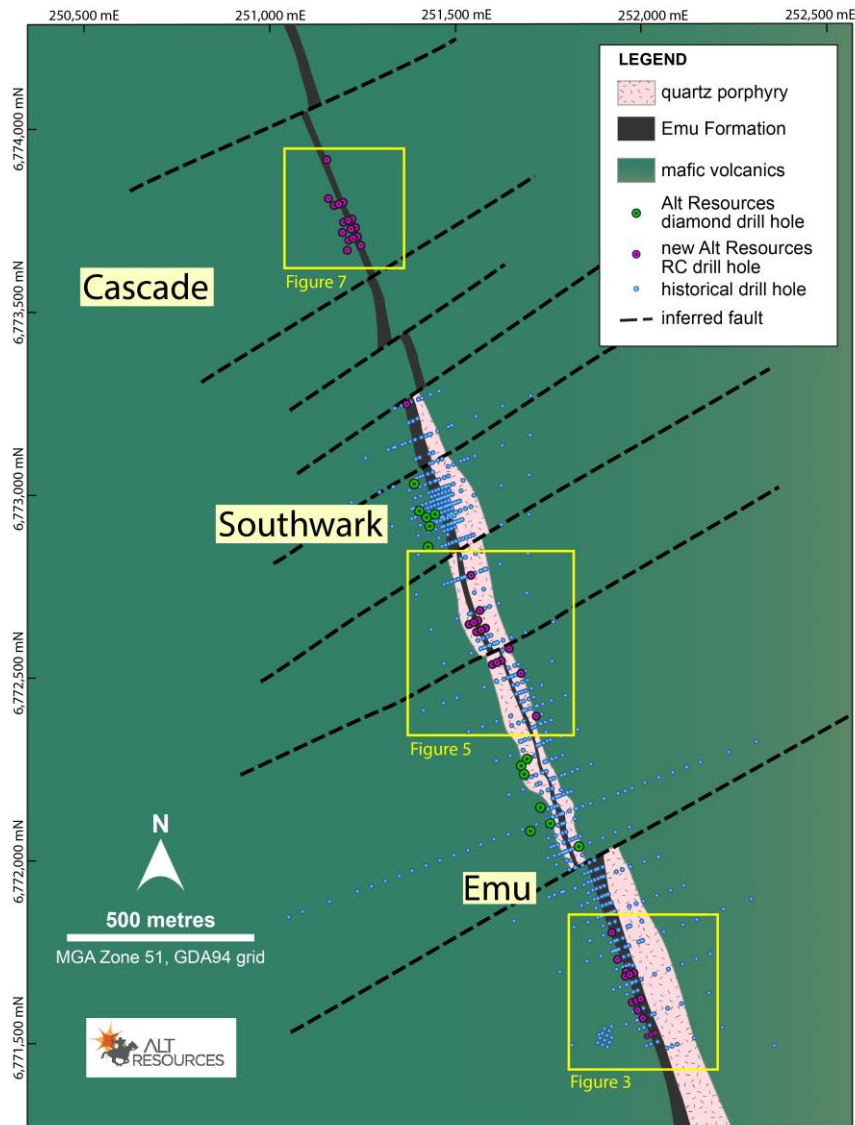 250,500 mE
251,000 mE
251,500 mE
252,000 mE
252,500 mE
6,774,000 mN
6,773,500 mN
6,773,000 mN
6,772,500 mN
6,772,000 mN
6,771,500 mN
LEGEND
quartz porphyry
Emu Formation
mafic volcanics
Alt Resources
diamond drill hole
new Alt Resources
RC drill hole
historical drill hole
inferred fault
Cascade
Figure 7
Southwark
Figure 5
Emu
Figure 3
N
500 metres
MGA Zone 51, GDA94 grid
ALT
RESOURCES